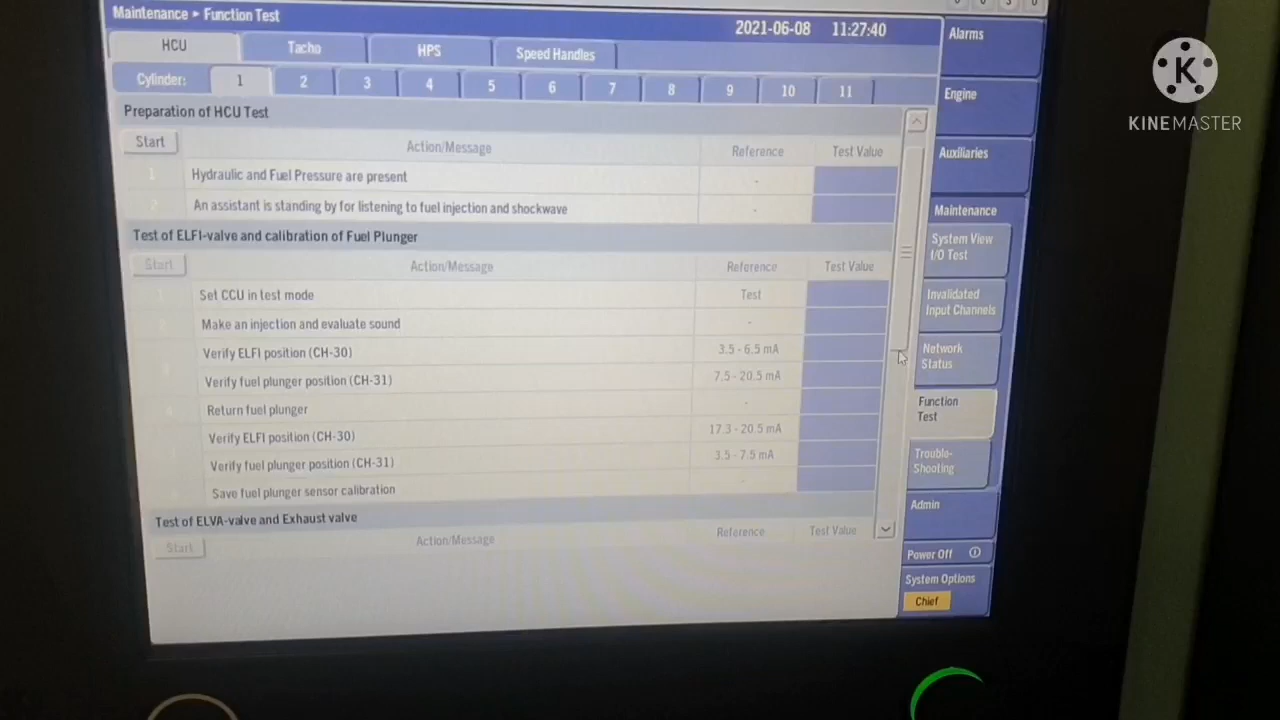 Maintenance ▸ Function Test
2021-06-08 11:27:40
HCU Tacho HPS Speed Handles
Cylinder: 1 2 3 4 5 6 7 8 9 10 11
Preparation of HCU Test
Start Action/Message Reference Test Value
1 Hydraulic and Fuel Pressure are present -
2 An assistant is standing by for listening to fuel injection and shockwave -
Test of ELFI-valve and calibration of Fuel Plunger
Start Action/Message Reference Test Value
Set CCU in test mode Test
Make an injection and evaluate sound -
Verify ELFI position (CH-30) 3.5 - 6.5 mA
Verify fuel plunger position (CH-31) 7.5 - 20.5 mA
Return fuel plunger -
Verify ELFI position (CH-30) 17.3 - 20.5 mA
Verify fuel plunger position (CH-31) 3.5 - 7.5 mA
Save fuel plunger sensor calibration -
Test of ELVA-valve and Exhaust valve
Start Action/Message Reference Test Value
Alarms
Engine
Auxiliaries
Maintenance
System View
I/O Test
Invalidated
Input Channels
Network
Status
Function
Test
Trouble-
Shooting
Admin
Power Off
System Options
Chief
K
KINEMASTER